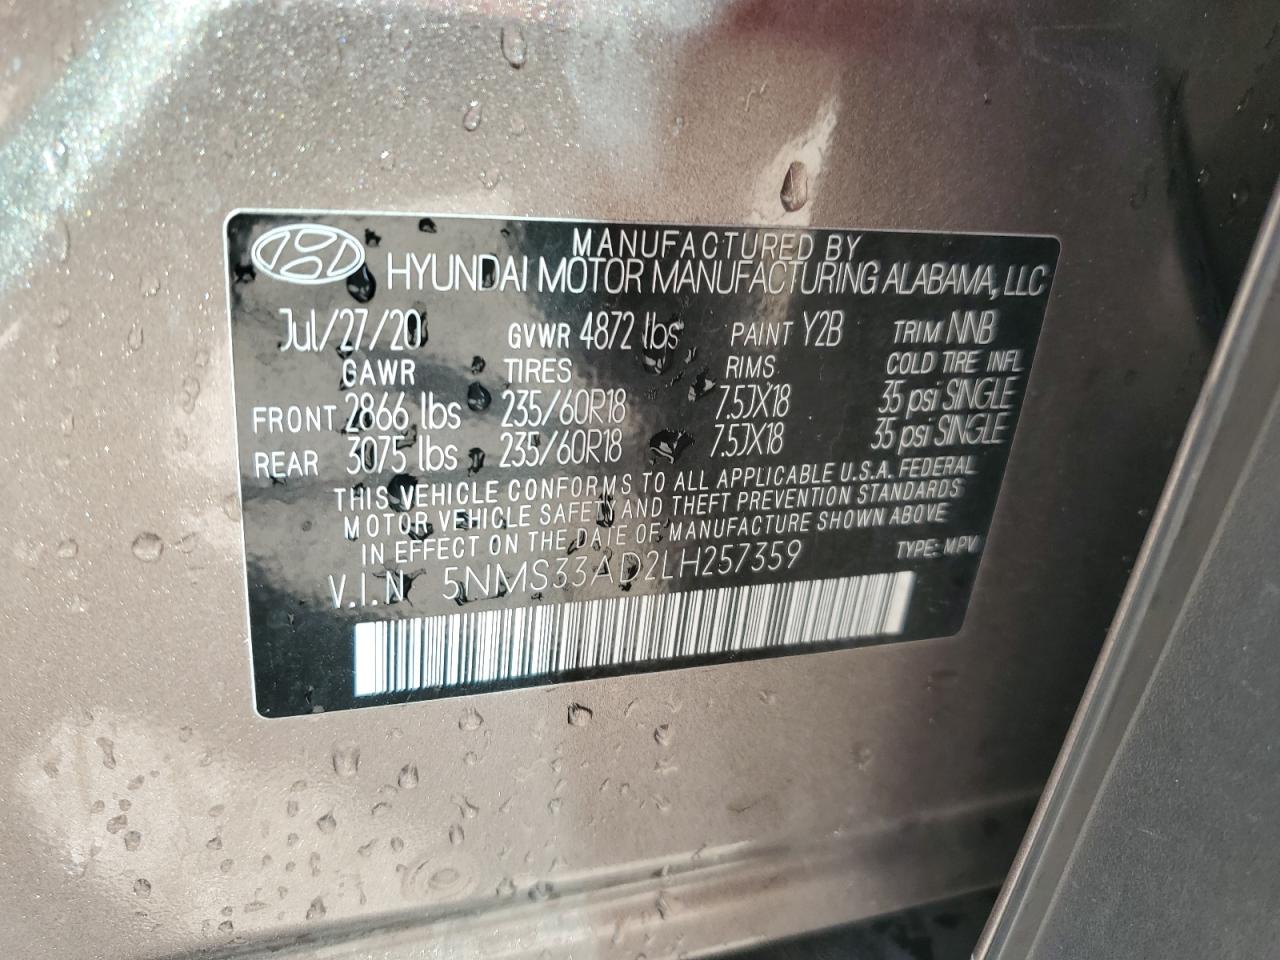 MANUFACTURED BY
HYUNDAI MOTOR MANUFACTURING ALABAMA, LLC
Jul/27/20 GVWR 4872 lbs PAINT Y2B TRIM NNB
GAWR TIRES RIMS COLD TIRE INFL
FRONT 2866 lbs 235/60R18 7.5JX18 35 psi SINGLE
REAR 3075 lbs 235/60R18 7.5JX18 35 psi SINGLE
THIS VEHICLE CONFORMS TO ALL APPLICABLE U.S.A. FEDERAL
MOTOR VEHICLE SAFETY AND THEFT PREVENTION STANDARDS
IN EFFECT ON THE DATE OF MANUFACTURE SHOWN ABOVE
V.I.N 5NMS33AD2LH257359 TYPE: MPV